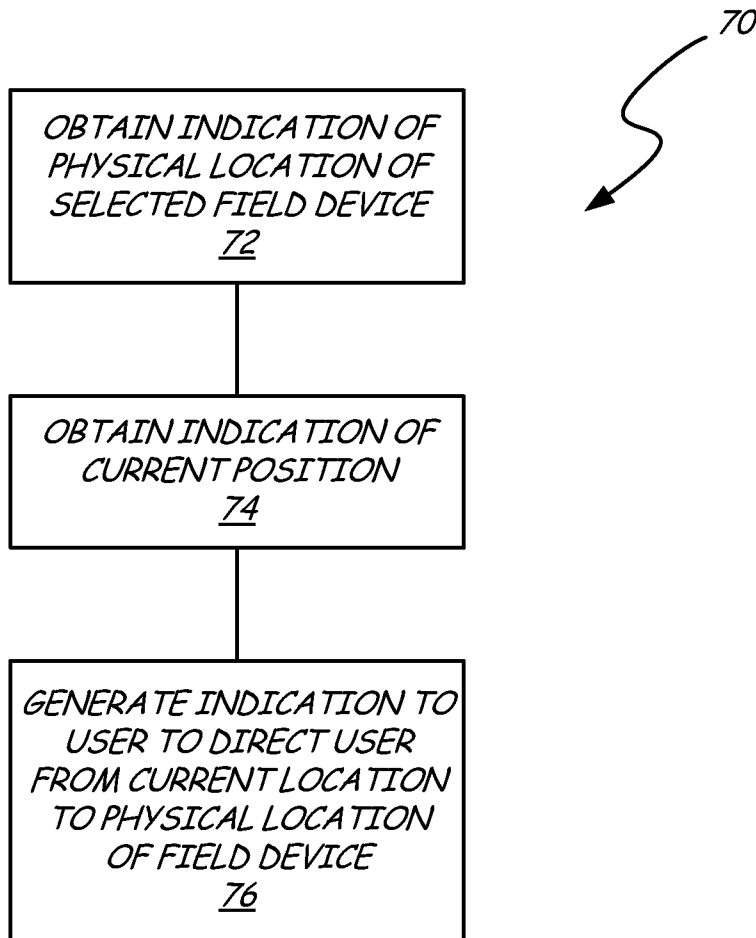 70
OBTAIN INDICATION OF
PHYSICAL LOCATION OF
SELECTED FIELD DEVICE
72
OBTAIN INDICATION OF
CURRENT POSITION
74
GENERATE INDICATION TO
USER TO DIRECT USER
FROM CURRENT LOCATION
TO PHYSICAL LOCATION
OF FIELD DEVICE
76